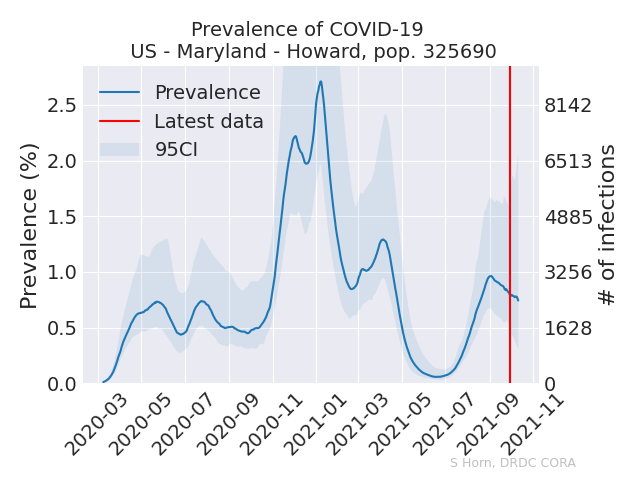 Prevalence of COVID-19
US - Maryland - Howard, pop. 325690
Prevalence
Latest data
95CI
Prevalence (%)
2.5
2.0
1.5
1.0
0.5
0.0
8142
6513
4885
3256
1628
0
# of infections
2020-03
2020-05
2020-07
2020-09
2020-11
2021-01
2021-03
2021-05
2021-07
2021-09
2021-11
S Horn, DRDC CORA